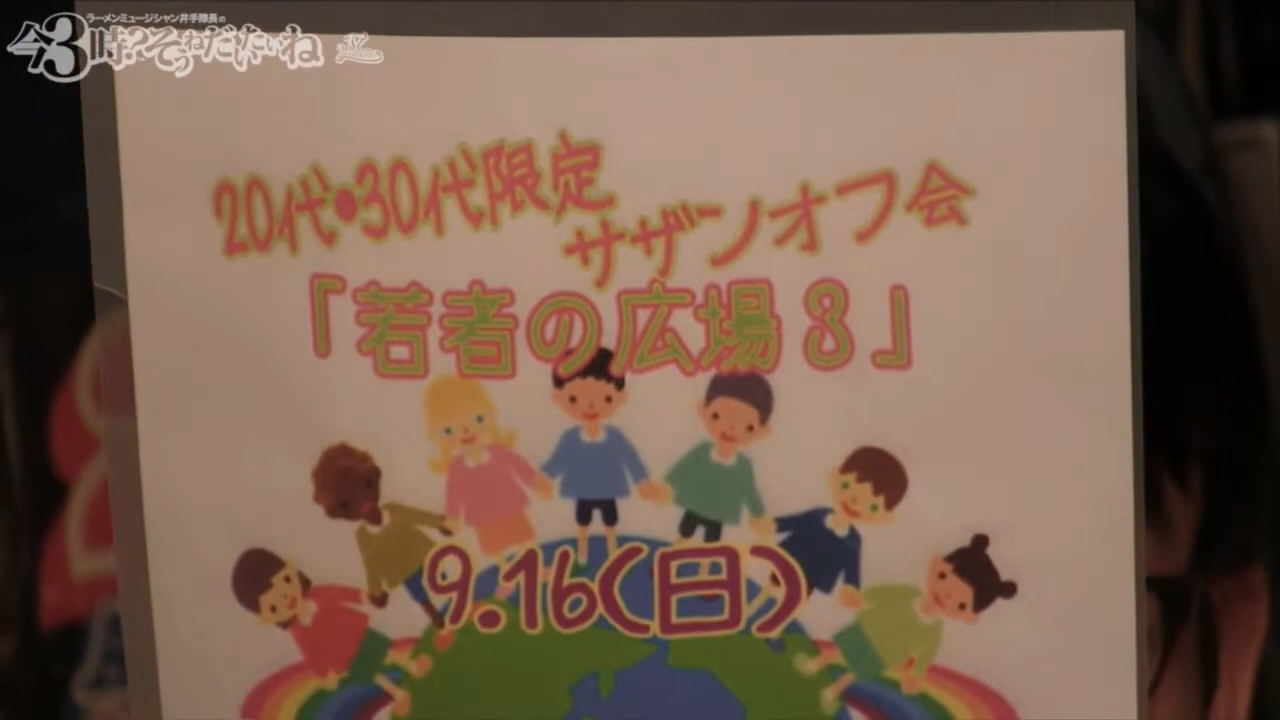 ラーメンミュージシャン井手隊長の
今3時?そうねだいたいね
20代・30代限定
サザンオフ会
「若者の広場3」
9.16(日)